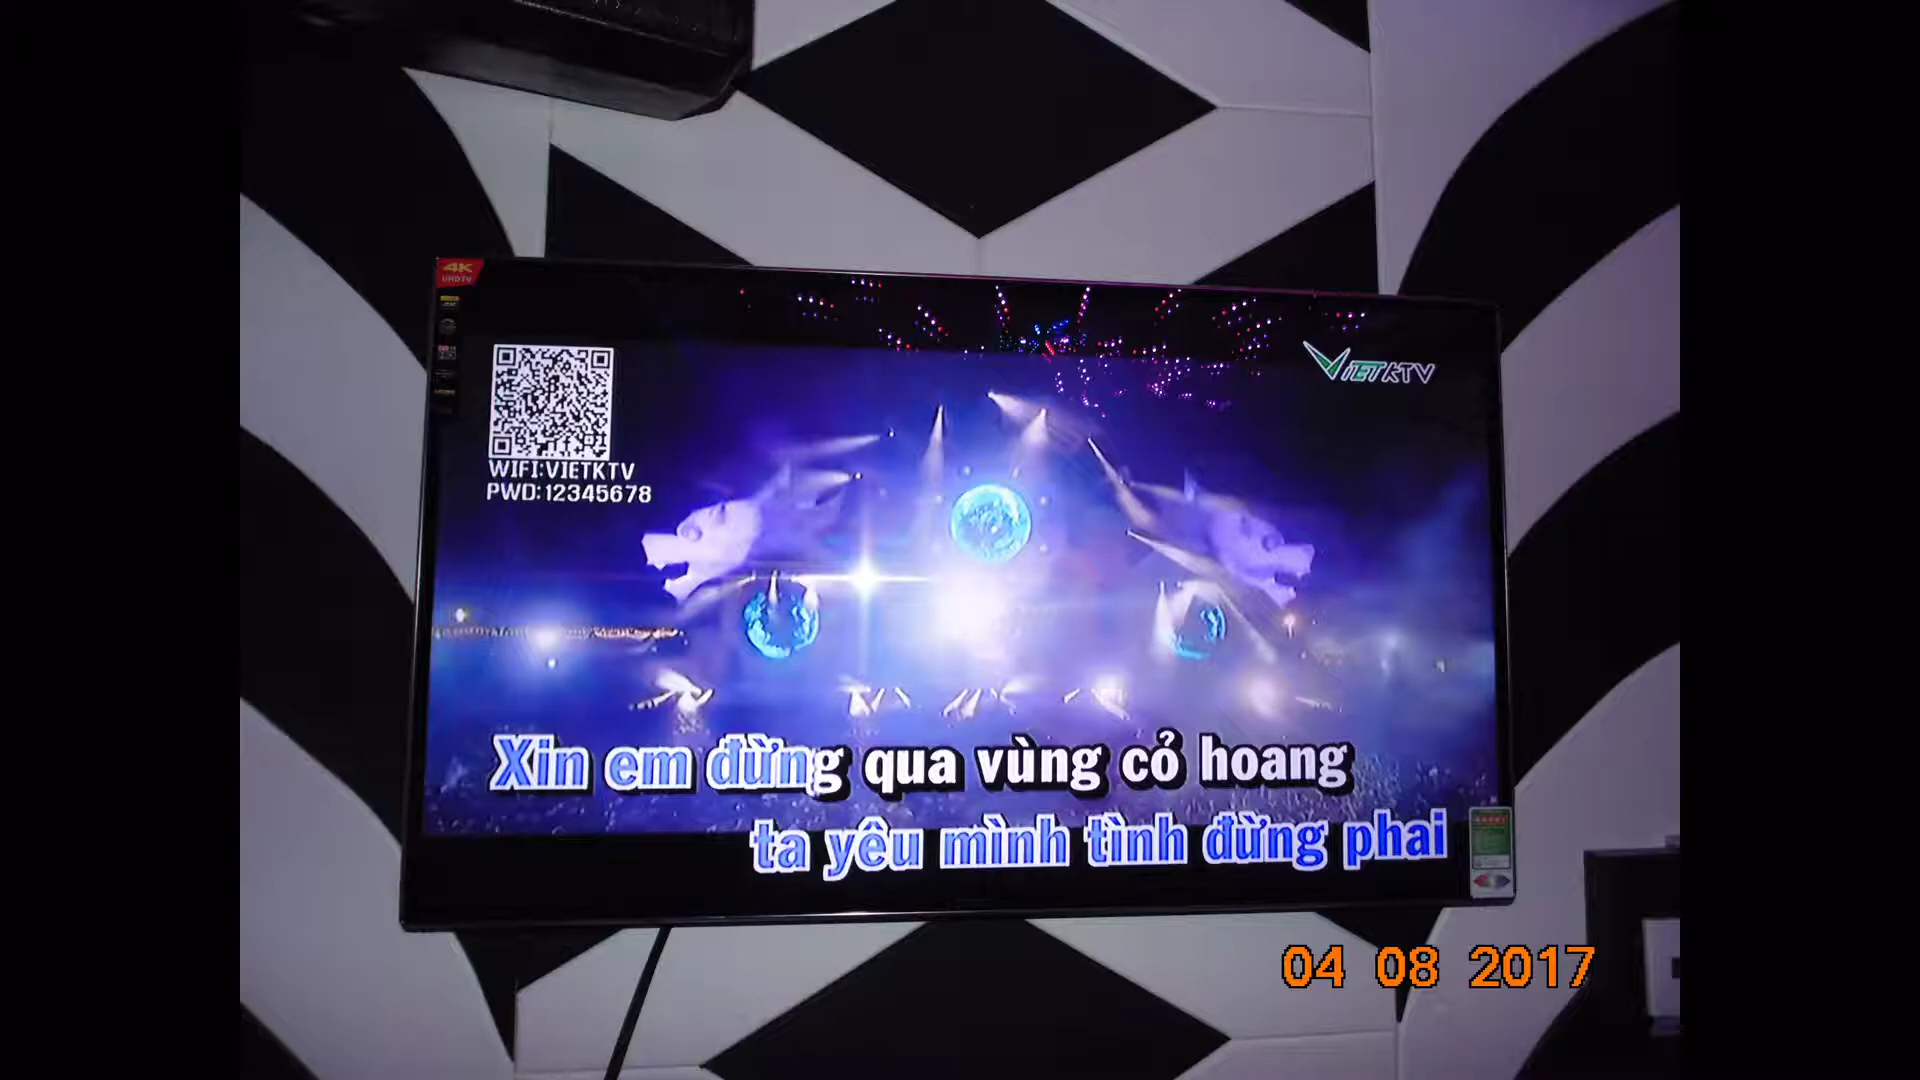 4K
UHDTV
VIETKTV
WIFI:VIETKTV
PWD:12345678
Xin em đừng qua vùng cỏ hoang
ta yêu mình tình đừng phai
04 08 2017